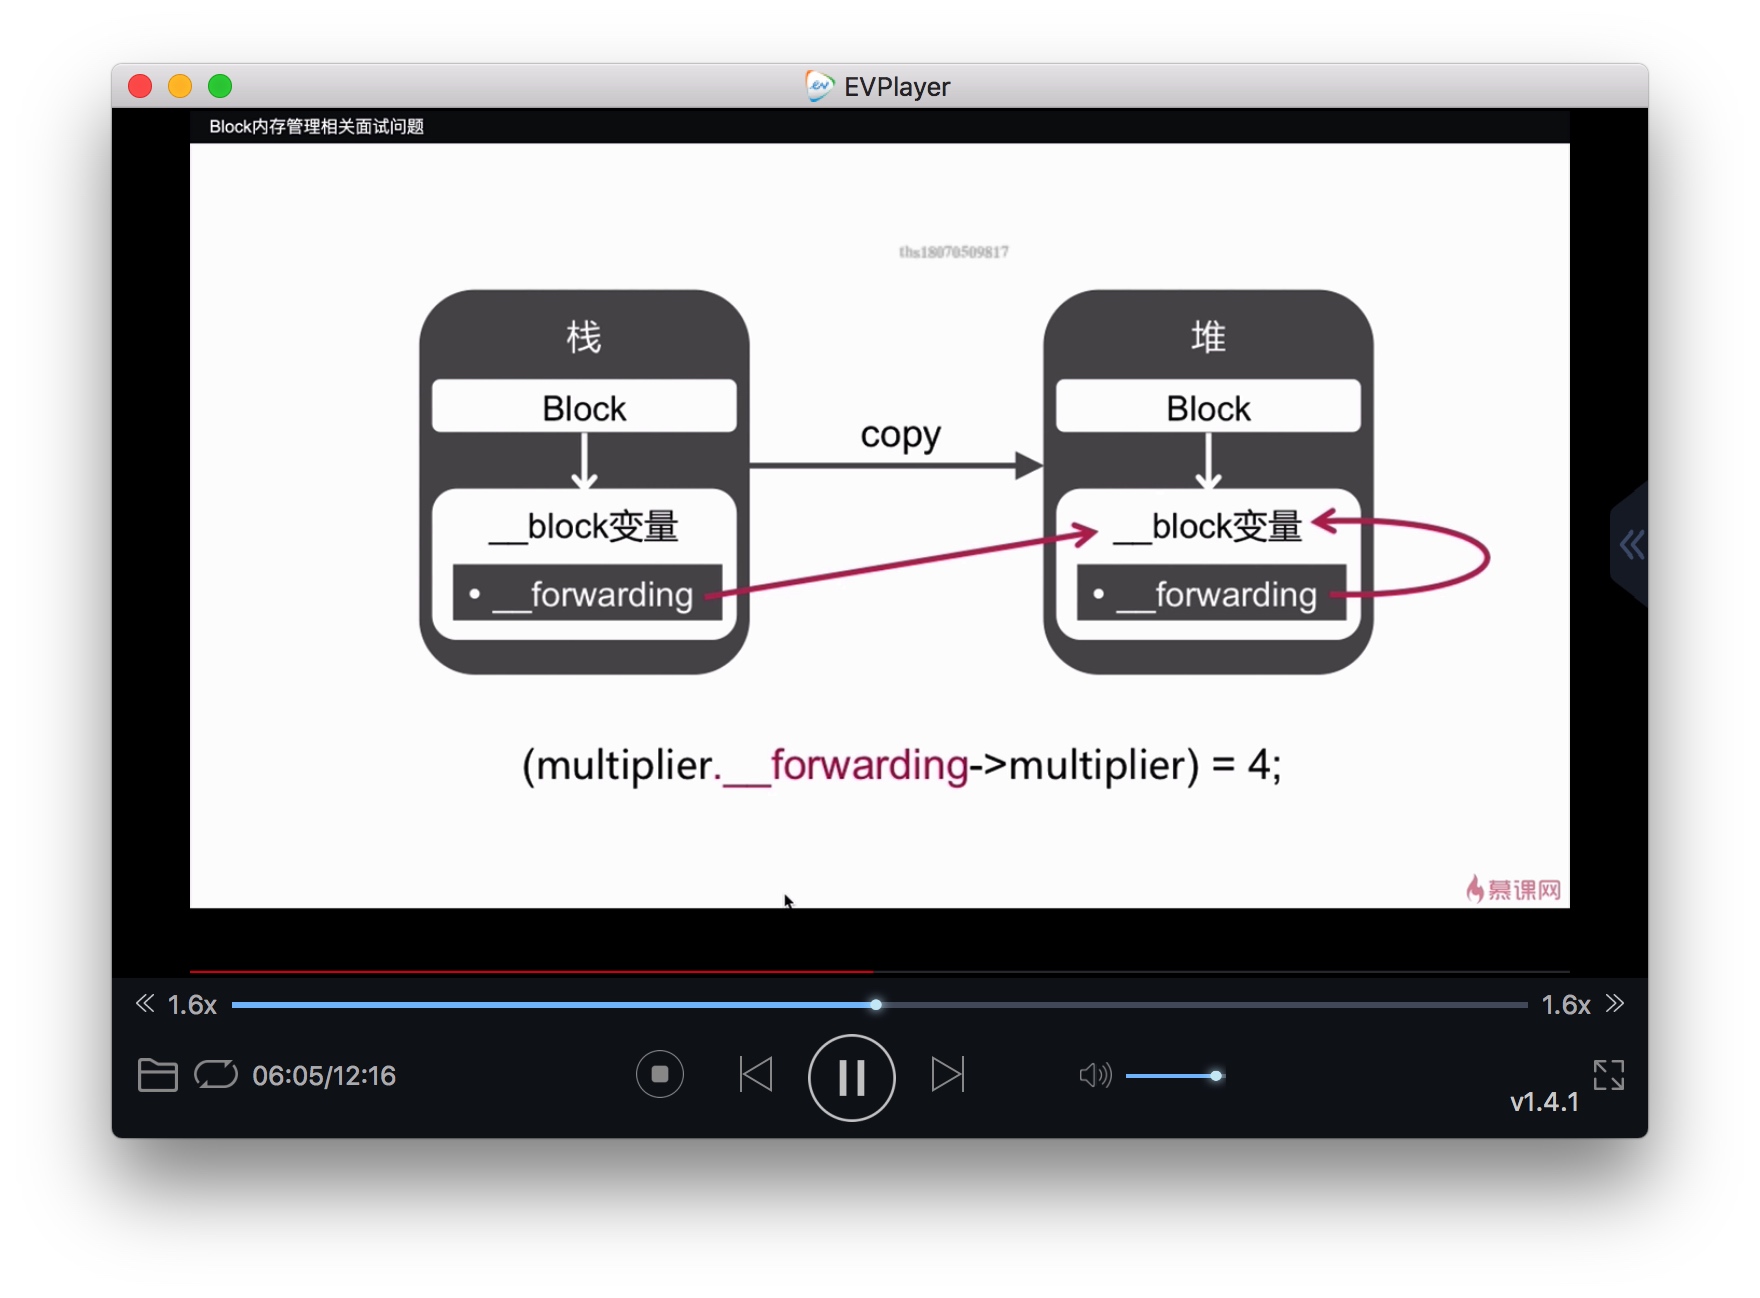 EVPlayer
Block内存管理相关面试问题
ths18070509817
栈
堆
Block
copy
Block
__block变量
__block变量
• __forwarding
• __forwarding
(multiplier.__forwarding->multiplier) = 4;
慕课网
1.6x
1.6x
06:05/12:16
v1.4.1